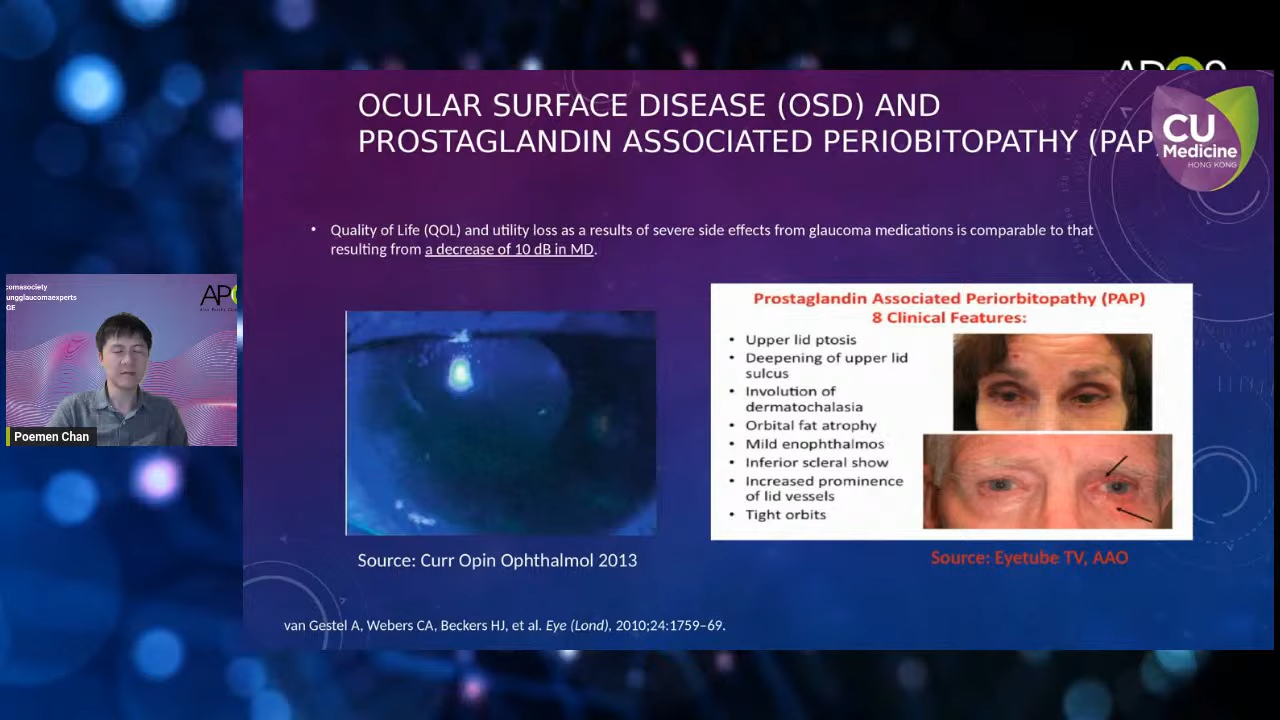 OCULAR SURFACE DISEASE (OSD) AND
PROSTAGLANDIN ASSOCIATED PERIOBITOPATHY (PAP
CU
Medicine
HONG KONG
• Quality of Life (QOL) and utility loss as a results of severe side effects from glaucoma medications is comparable to that
resulting from a decrease of 10 dB in MD.
comasociety
ungglaucomaexperts
GE
AP
Poemen Chan
Prostaglandin Associated Periorbitopathy (PAP)
8 Clinical Features:
• Upper lid ptosis
• Deepening of upper lid
sulcus
• Involution of
dermatochalasia
• Orbital fat atrophy
• Mild enophthalmos
• Inferior scleral show
• Increased prominence
of lid vessels
• Tight orbits
Source: Curr Opin Ophthalmol 2013
Source: Eyetube TV, AAO
van Gestel A, Webers CA, Beckers HJ, et al. Eye (Lond), 2010;24:1759–69.